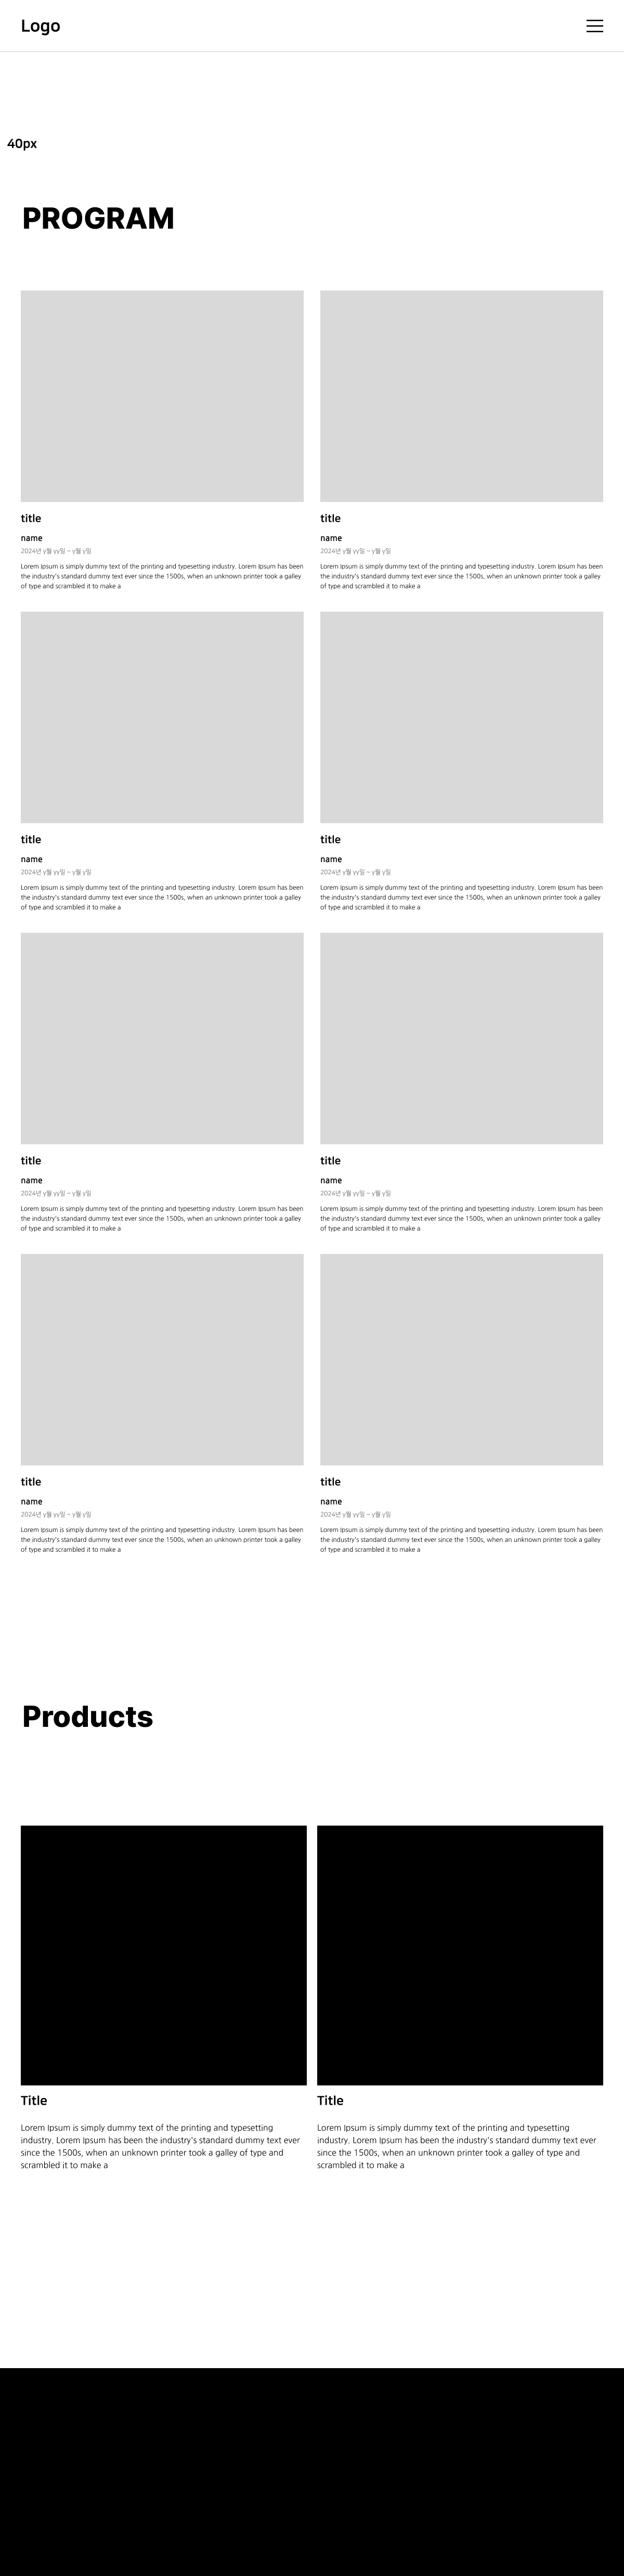 Logo
40px
PROGRAM
title
title
name
name
2024년 y월 yy일 ~ y월 y일
2024년 y월 yy일 ~ y월 y일
Lorem Ipsum is simply dummy text of the printing and typesetting industry. Lorem Ipsum has been
the industry's standard dummy text ever since the 1500s, when an unknown printer took a galley
of type and scrambled it to make a
Lorem Ipsum is simply dummy text of the printing and typesetting industry. Lorem Ipsum has been
the industry's standard dummy text ever since the 1500s, when an unknown printer took a galley
of type and scrambled it to make a
title
title
name
name
2024년 y월 yy일 ~ y월 y일
2024년 y월 yy일 ~ y월 y일
Lorem Ipsum is simply dummy text of the printing and typesetting industry. Lorem Ipsum has been
the industry's standard dummy text ever since the 1500s, when an unknown printer took a galley
of type and scrambled it to make a
Lorem Ipsum is simply dummy text of the printing and typesetting industry. Lorem Ipsum has been
the industry's standard dummy text ever since the 1500s, when an unknown printer took a galley
of type and scrambled it to make a
title
title
name
name
2024년 y월 yy일 ~ y월 y일
2024년 y월 yy일 ~ y월 y일
Lorem Ipsum is simply dummy text of the printing and typesetting industry. Lorem Ipsum has been
the industry's standard dummy text ever since the 1500s, when an unknown printer took a galley
of type and scrambled it to make a
Lorem Ipsum is simply dummy text of the printing and typesetting industry. Lorem Ipsum has been
the industry's standard dummy text ever since the 1500s, when an unknown printer took a galley
of type and scrambled it to make a
title
title
name
name
2024년 y월 yy일 ~ y월 y일
2024년 y월 yy일 ~ y월 y일
Lorem Ipsum is simply dummy text of the printing and typesetting industry. Lorem Ipsum has been
the industry's standard dummy text ever since the 1500s, when an unknown printer took a galley
of type and scrambled it to make a
Lorem Ipsum is simply dummy text of the printing and typesetting industry. Lorem Ipsum has been
the industry's standard dummy text ever since the 1500s, when an unknown printer took a galley
of type and scrambled it to make a
Products
Title
Title
Lorem Ipsum is simply dummy text of the printing and typesetting
industry. Lorem Ipsum has been the industry's standard dummy text ever
since the 1500s, when an unknown printer took a galley of type and
scrambled it to make a
Lorem Ipsum is simply dummy text of the printing and typesetting
industry. Lorem Ipsum has been the industry's standard dummy text ever
since the 1500s, when an unknown printer took a galley of type and
scrambled it to make a